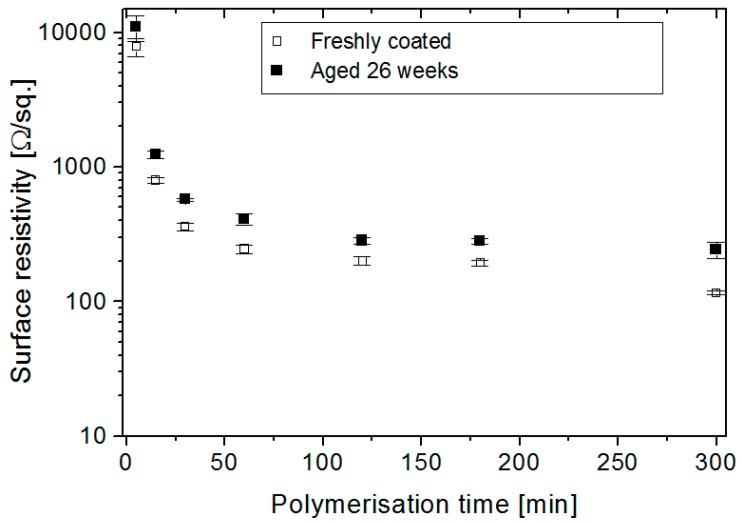 10000
1000
100
10
Surface resistivity [Ω/sq.]
Freshly coated
Aged 26 weeks
0 50 100 150 200 250 300
Polymerisation time [min]